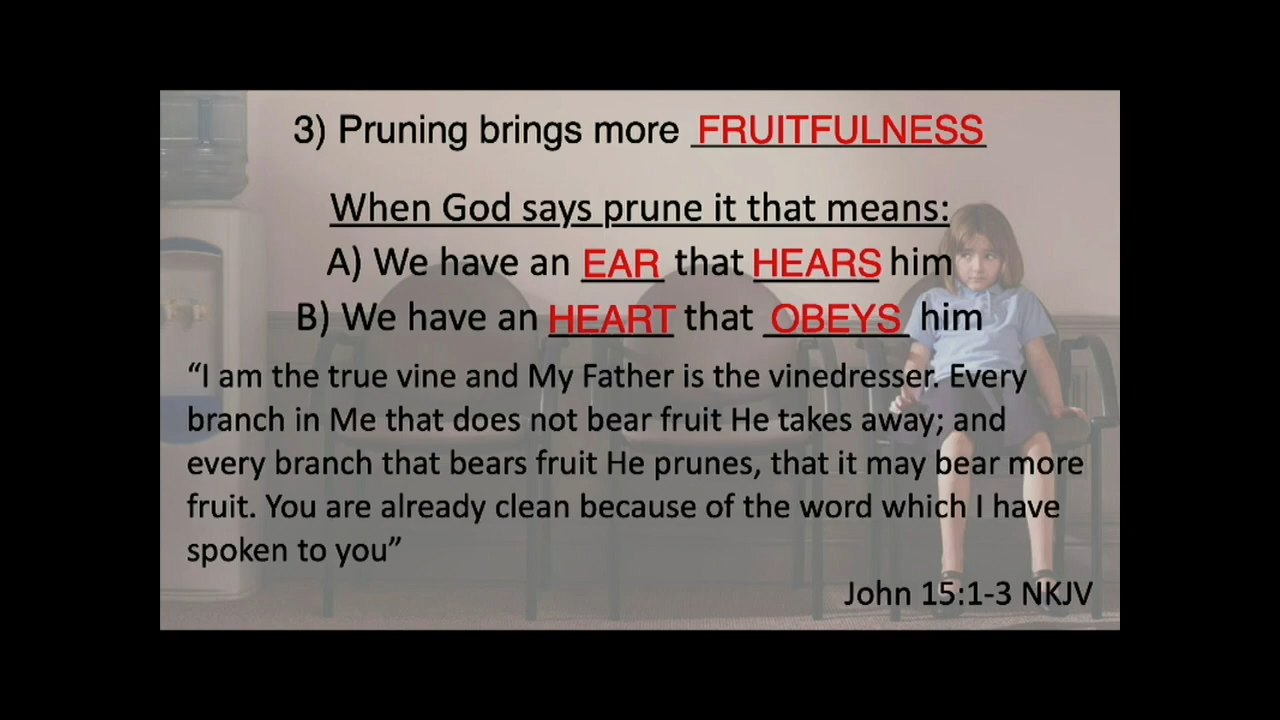 3) Pruning brings more FRUITFULNESS
When God says prune it that means:
A) We have an EAR that HEARS him
B) We have an HEART that OBEYS him
“I am the true vine and My Father is the vinedresser. Every
branch in Me that does not bear fruit He takes away; and
every branch that bears fruit He prunes, that it may bear more
fruit. You are already clean because of the word which I have
spoken to you”
John 15:1-3 NKJV